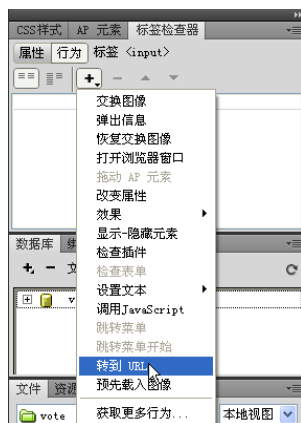 CSS样式 AP 元素 标签检查器
属性 行为 标签 <input>
交换图像
弹出信息
恢复交换图像
打开浏览器窗口
拖动 AP 元素
改变属性
效果
显示-隐藏元素
检查插件
检查表单
设置文本
调用JavaScript
跳转菜单
跳转菜单开始
转到 URL
预先载入图像
获取更多行为...
数据库
文
v
文件 资源
vote 本地视图